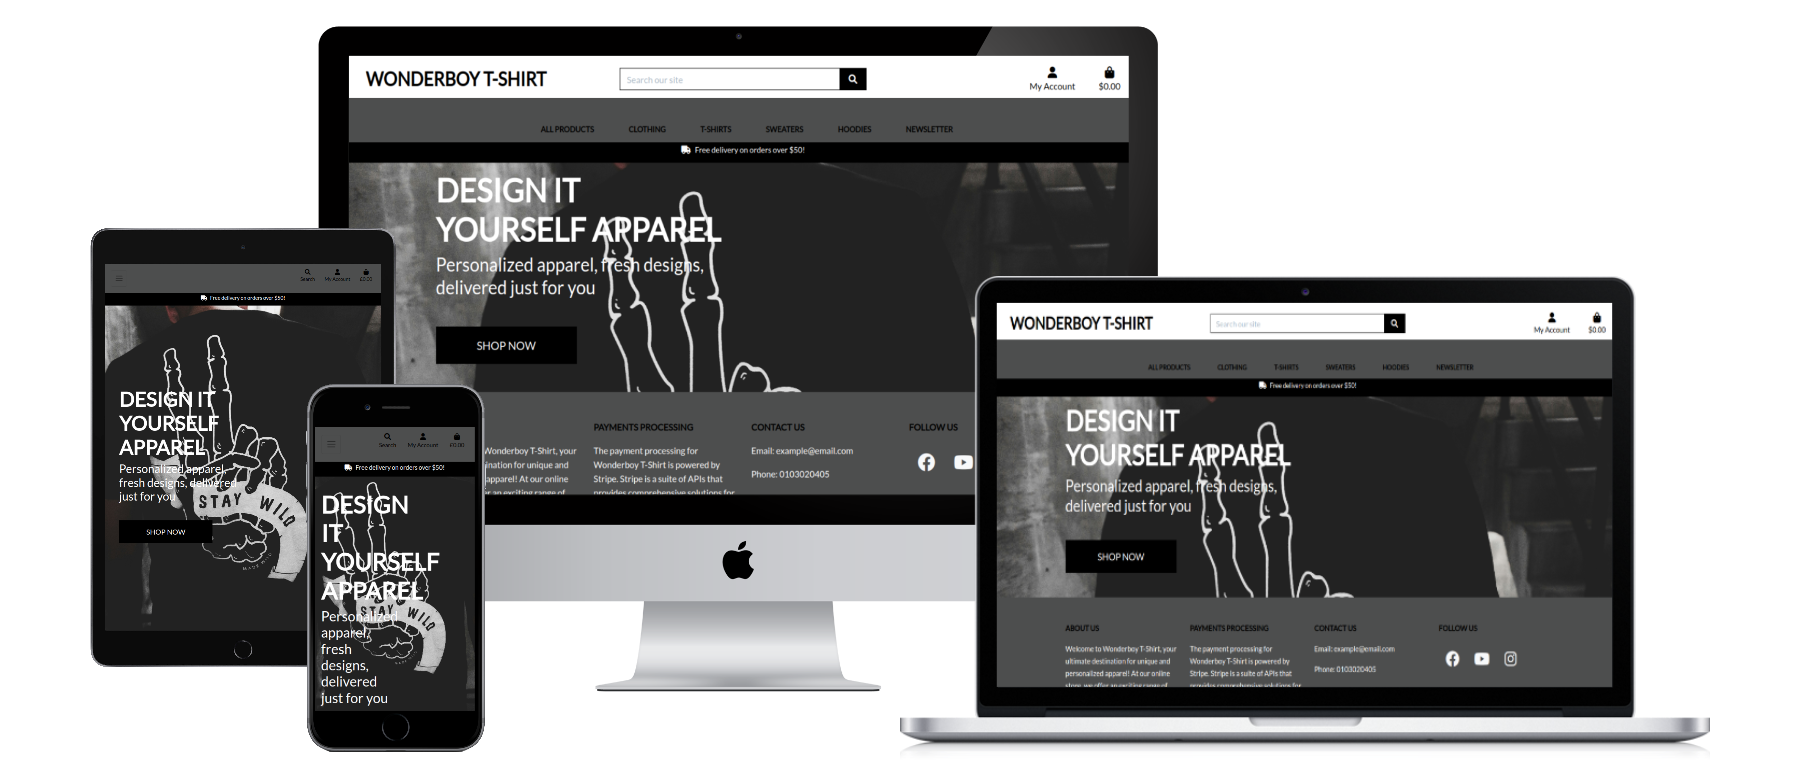 WONDERBOY T-SHIRT
Search our site
My Account
$0.00
ALL PRODUCTS
CLOTHING
T-SHIRTS
SWEATERS
HOODIES
NEWSLETTER
Free delivery on orders over $50!
DESIGN IT
YOURSELF APPAREL
Personalized apparel, fresh designs,
delivered just for you
SHOP NOW
Wonderboy T-Shirt, your
ination for unique and
apparel! At our online
er an exciting range of
PAYMENTS PROCESSING
The payment processing for
Wonderboy T-Shirt is powered by
Stripe. Stripe is a suite of APIs that
provides comprehensive solutions for
CONTACT US
Email: example@email.com
Phone: 0103020405
FOLLOW US
Search
My Account
£0.00
Free delivery on orders over $50!
DESIGN IT
YOURSELF
APPAREL
Personalized apparel,
fresh designs, delivered
just for you
SHOP NOW
STAY WILD
Search
My Account
£0.00
Free delivery on orders over $50!
DESIGN
IT
YOURSELF
APPAREL
Personalized
apparel,
fresh
designs,
delivered
just for you
STAY WILD
WONDERBOY T-SHIRT
Search our site
My Account
$0.00
ALL PRODUCTS
CLOTHING
T-SHIRTS
SWEATERS
HOODIES
NEWSLETTER
Free delivery on orders over $50!
DESIGN IT
YOURSELF APPAREL
Personalized apparel, fresh designs,
delivered just for you
SHOP NOW
ABOUT US
Welcome to Wonderboy T-Shirt, your
ultimate destination for unique and
personalized apparel! At our online
store, we offer an exciting range of
PAYMENTS PROCESSING
The payment processing for
Wonderboy T-Shirt is powered by
Stripe. Stripe is a suite of APIs that
provides comprehensive solutions for
CONTACT US
Email: example@email.com
Phone: 0103020405
FOLLOW US